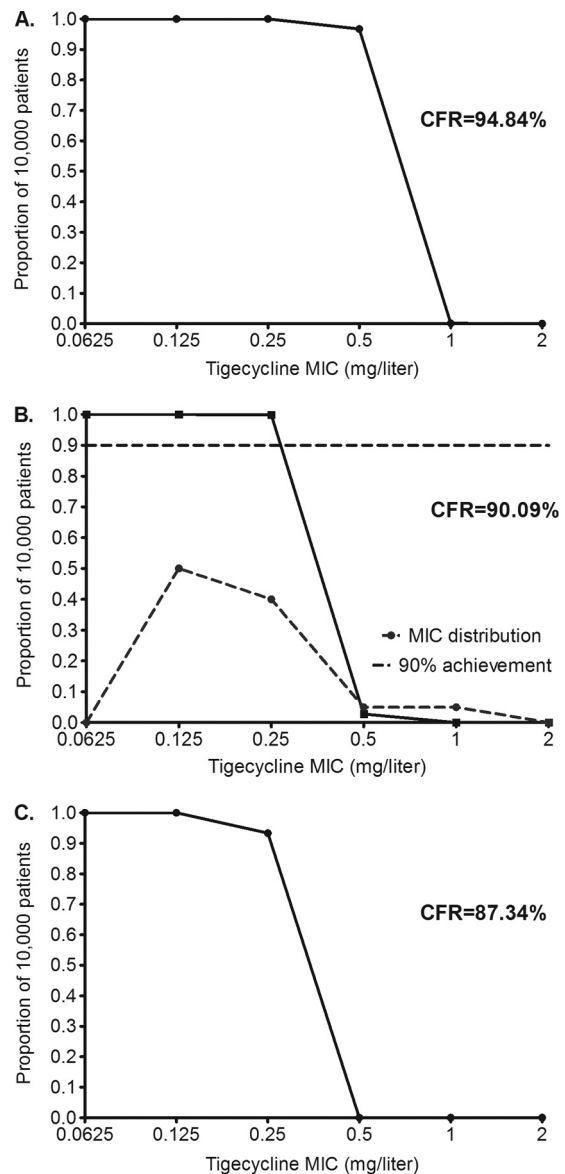 A.
Proportion of 10,000 patients
1.0
0.9
0.8
0.7
0.6
0.5
0.4
0.3
0.2
0.1
0.0
CFR=94.84%
0.0625 0.125 0.25 0.5 1 2
Tigecycline MIC (mg/liter)
B.
Proportion of 10,000 patients
1.0
0.9
0.8
0.7
0.6
0.5
0.4
0.3
0.2
0.1
0.0
CFR=90.09%
MIC distribution
90% achievement
0.0625 0.125 0.25 0.5 1 2
Tigecycline MIC (mg/liter)
C.
Proportion of 10,000 patients
1.0
0.9
0.8
0.7
0.6
0.5
0.4
0.3
0.2
0.1
0.0
CFR=87.34%
0.0625 0.125 0.25 0.5 1 2
Tigecycline MIC (mg/liter)